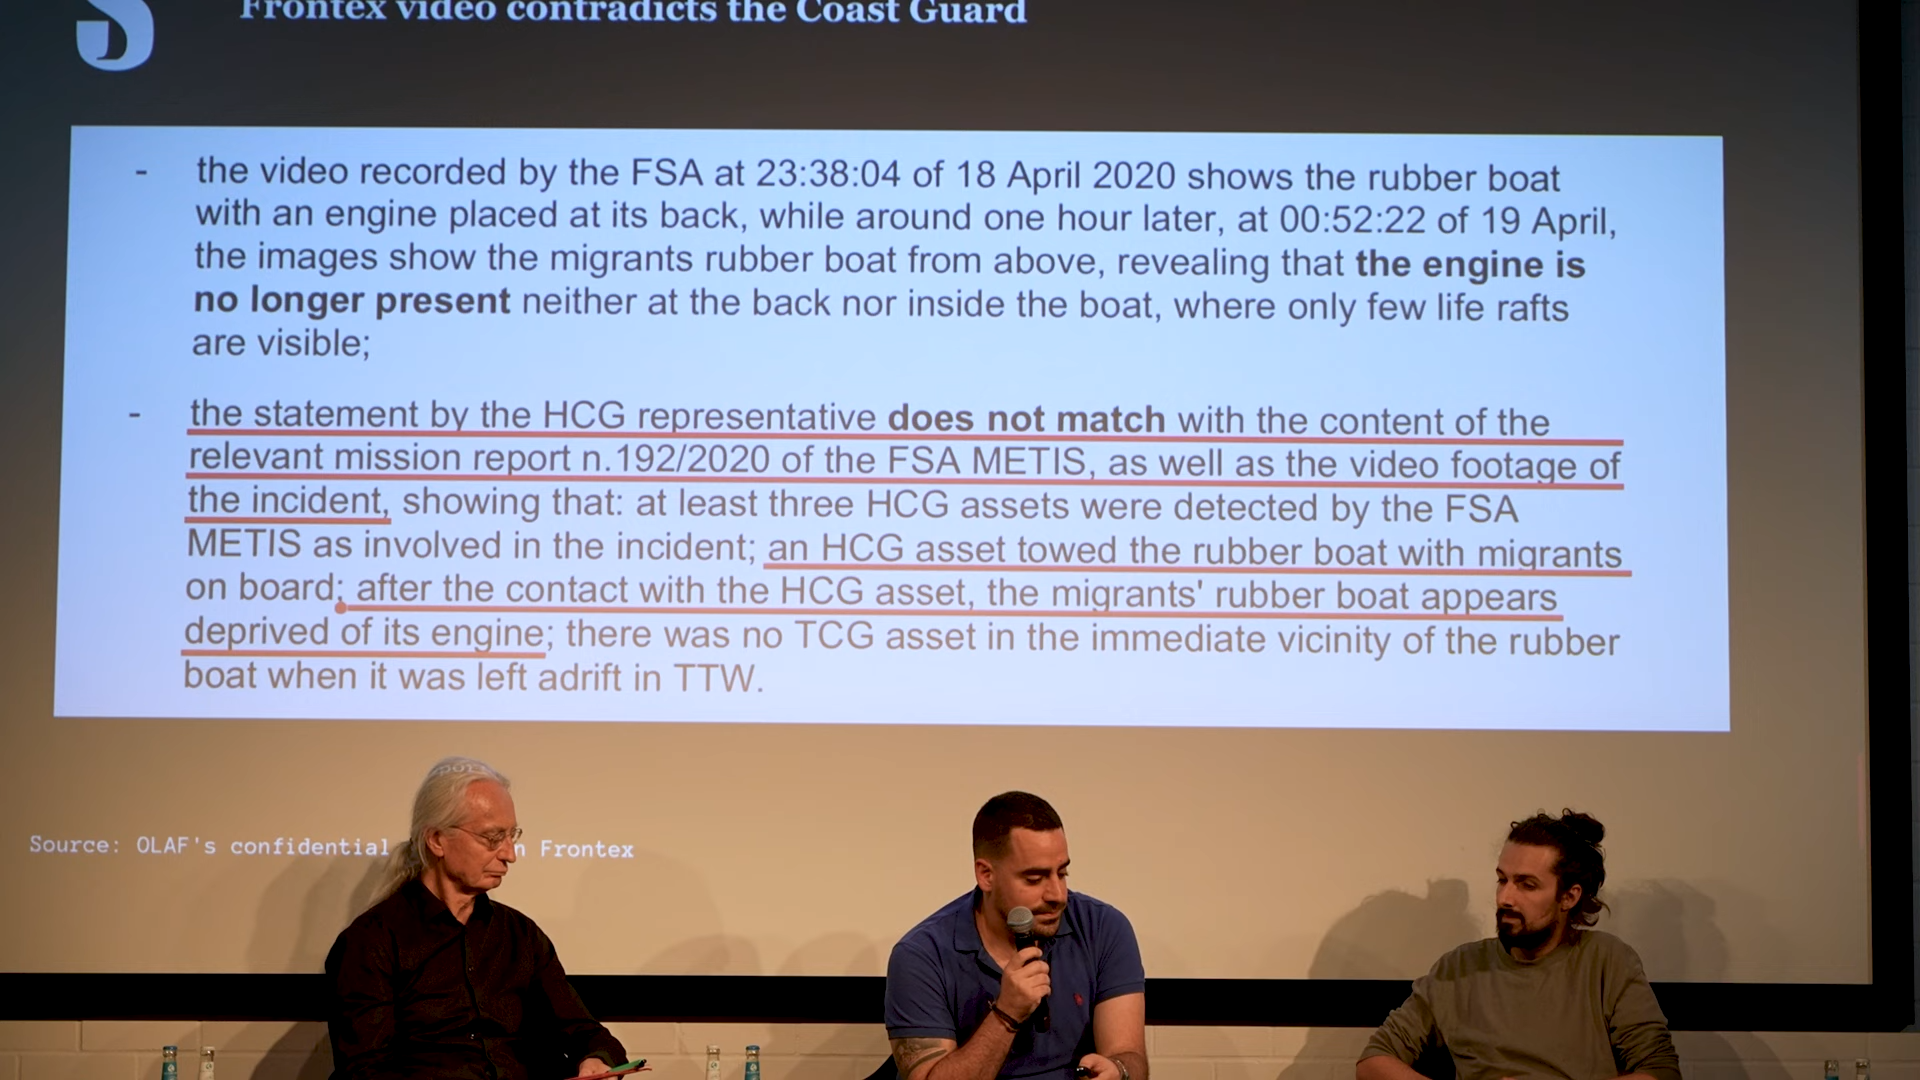 Frontex video contradicts the Coast Guard
- the video recorded by the FSA at 23:38:04 of 18 April 2020 shows the rubber boat
with an engine placed at its back, while around one hour later, at 00:52:22 of 19 April,
the images show the migrants rubber boat from above, revealing that the engine is
no longer present neither at the back nor inside the boat, where only few life rafts
are visible;
- the statement by the HCG representative does not match with the content of the
relevant mission report n.192/2020 of the FSA METIS, as well as the video footage of
the incident, showing that: at least three HCG assets were detected by the FSA
METIS as involved in the incident; an HCG asset towed the rubber boat with migrants
on board; after the contact with the HCG asset, the migrants' rubber boat appears
deprived of its engine; there was no TCG asset in the immediate vicinity of the rubber
boat when it was left adrift in TTW.
Source: OLAF's confidential Frontex